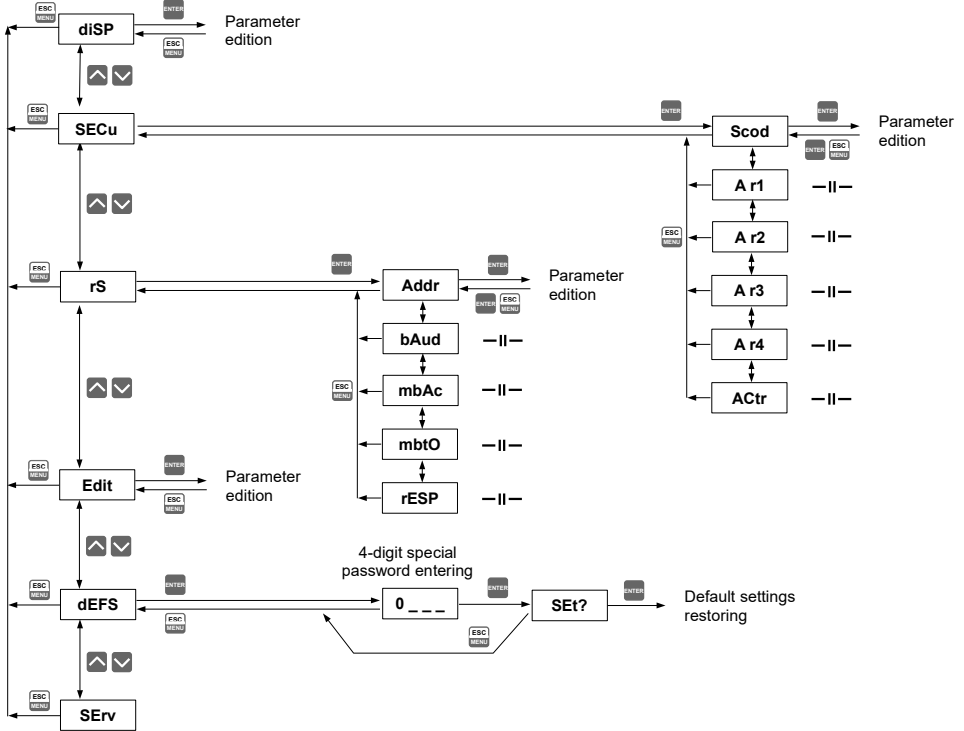 ESC
MENU
diSP
ENTER
ESC
MENU
Parameter
edition
ESC
MENU
SECu
ENTER
Scod
ENTER
ENTER
ESC
MENU
Parameter
edition
A r1
—II—
ESC
MENU
A r2
—II—
A r3
—II—
A r4
—II—
ACtr
—II—
ESC
MENU
rS
ENTER
Addr
ENTER
ENTER
ESC
MENU
Parameter
edition
bAud
—II—
ESC
MENU
mbAc
—II—
mbtO
—II—
rESP
—II—
ESC
MENU
Edit
ENTER
ESC
MENU
Parameter
edition
ESC
MENU
dEFS
ENTER
ESC
MENU
4-digit special
password entering
0 _ _ _
ENTER
ESC
MENU
SEt?
ENTER
Default settings
restoring
ESC
MENU
SErv